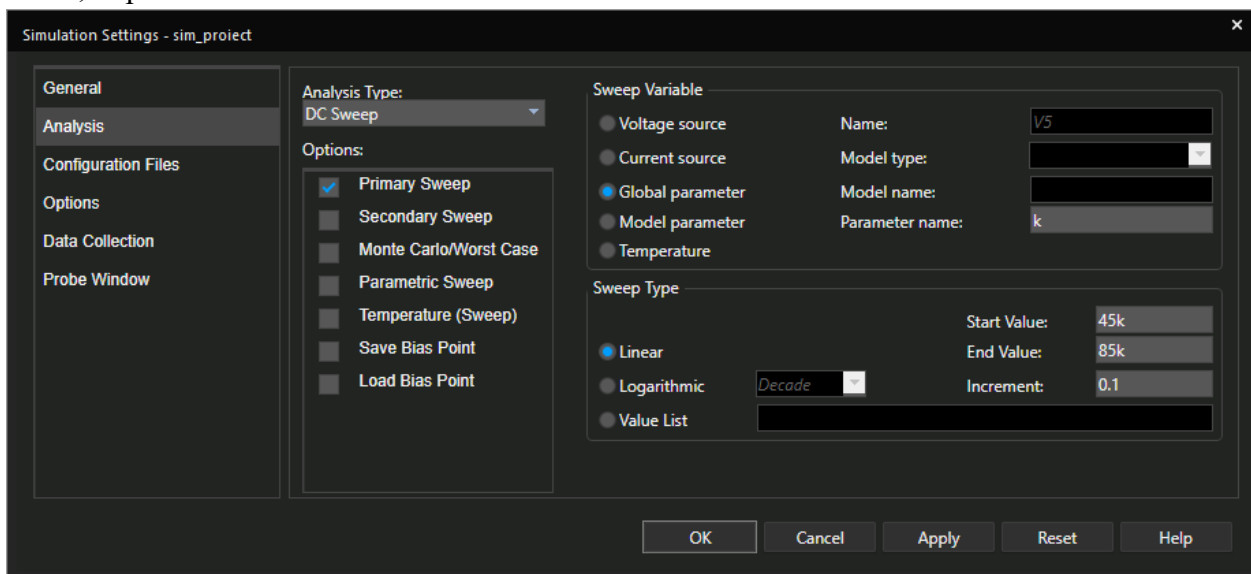 Simulation Settings - sim_proiect
General
Analysis
Configuration Files
Options
Data Collection
Probe Window
Analysis Type:
DC Sweep
Options:
Primary Sweep
Secondary Sweep
Monte Carlo/Worst Case
Parametric Sweep
Temperature (Sweep)
Save Bias Point
Load Bias Point
Sweep Variable
Voltage source Name: V5
Current source Model type:
Global parameter Model name:
Model parameter Parameter name: k
Temperature
Sweep Type
Start Value: 45k
Linear End Value: 85k
Logarithmic Decade Increment: 0.1
Value List
OK Cancel Apply Reset Help